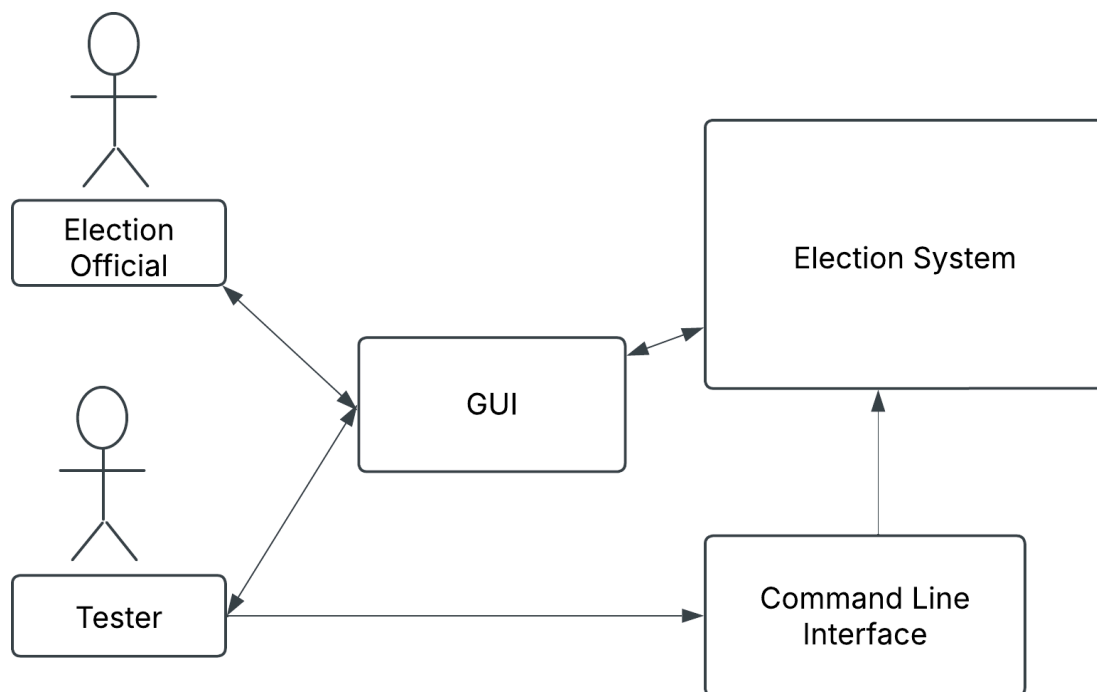 Election
Official
Election System
GUI
Tester
Command Line
Interface